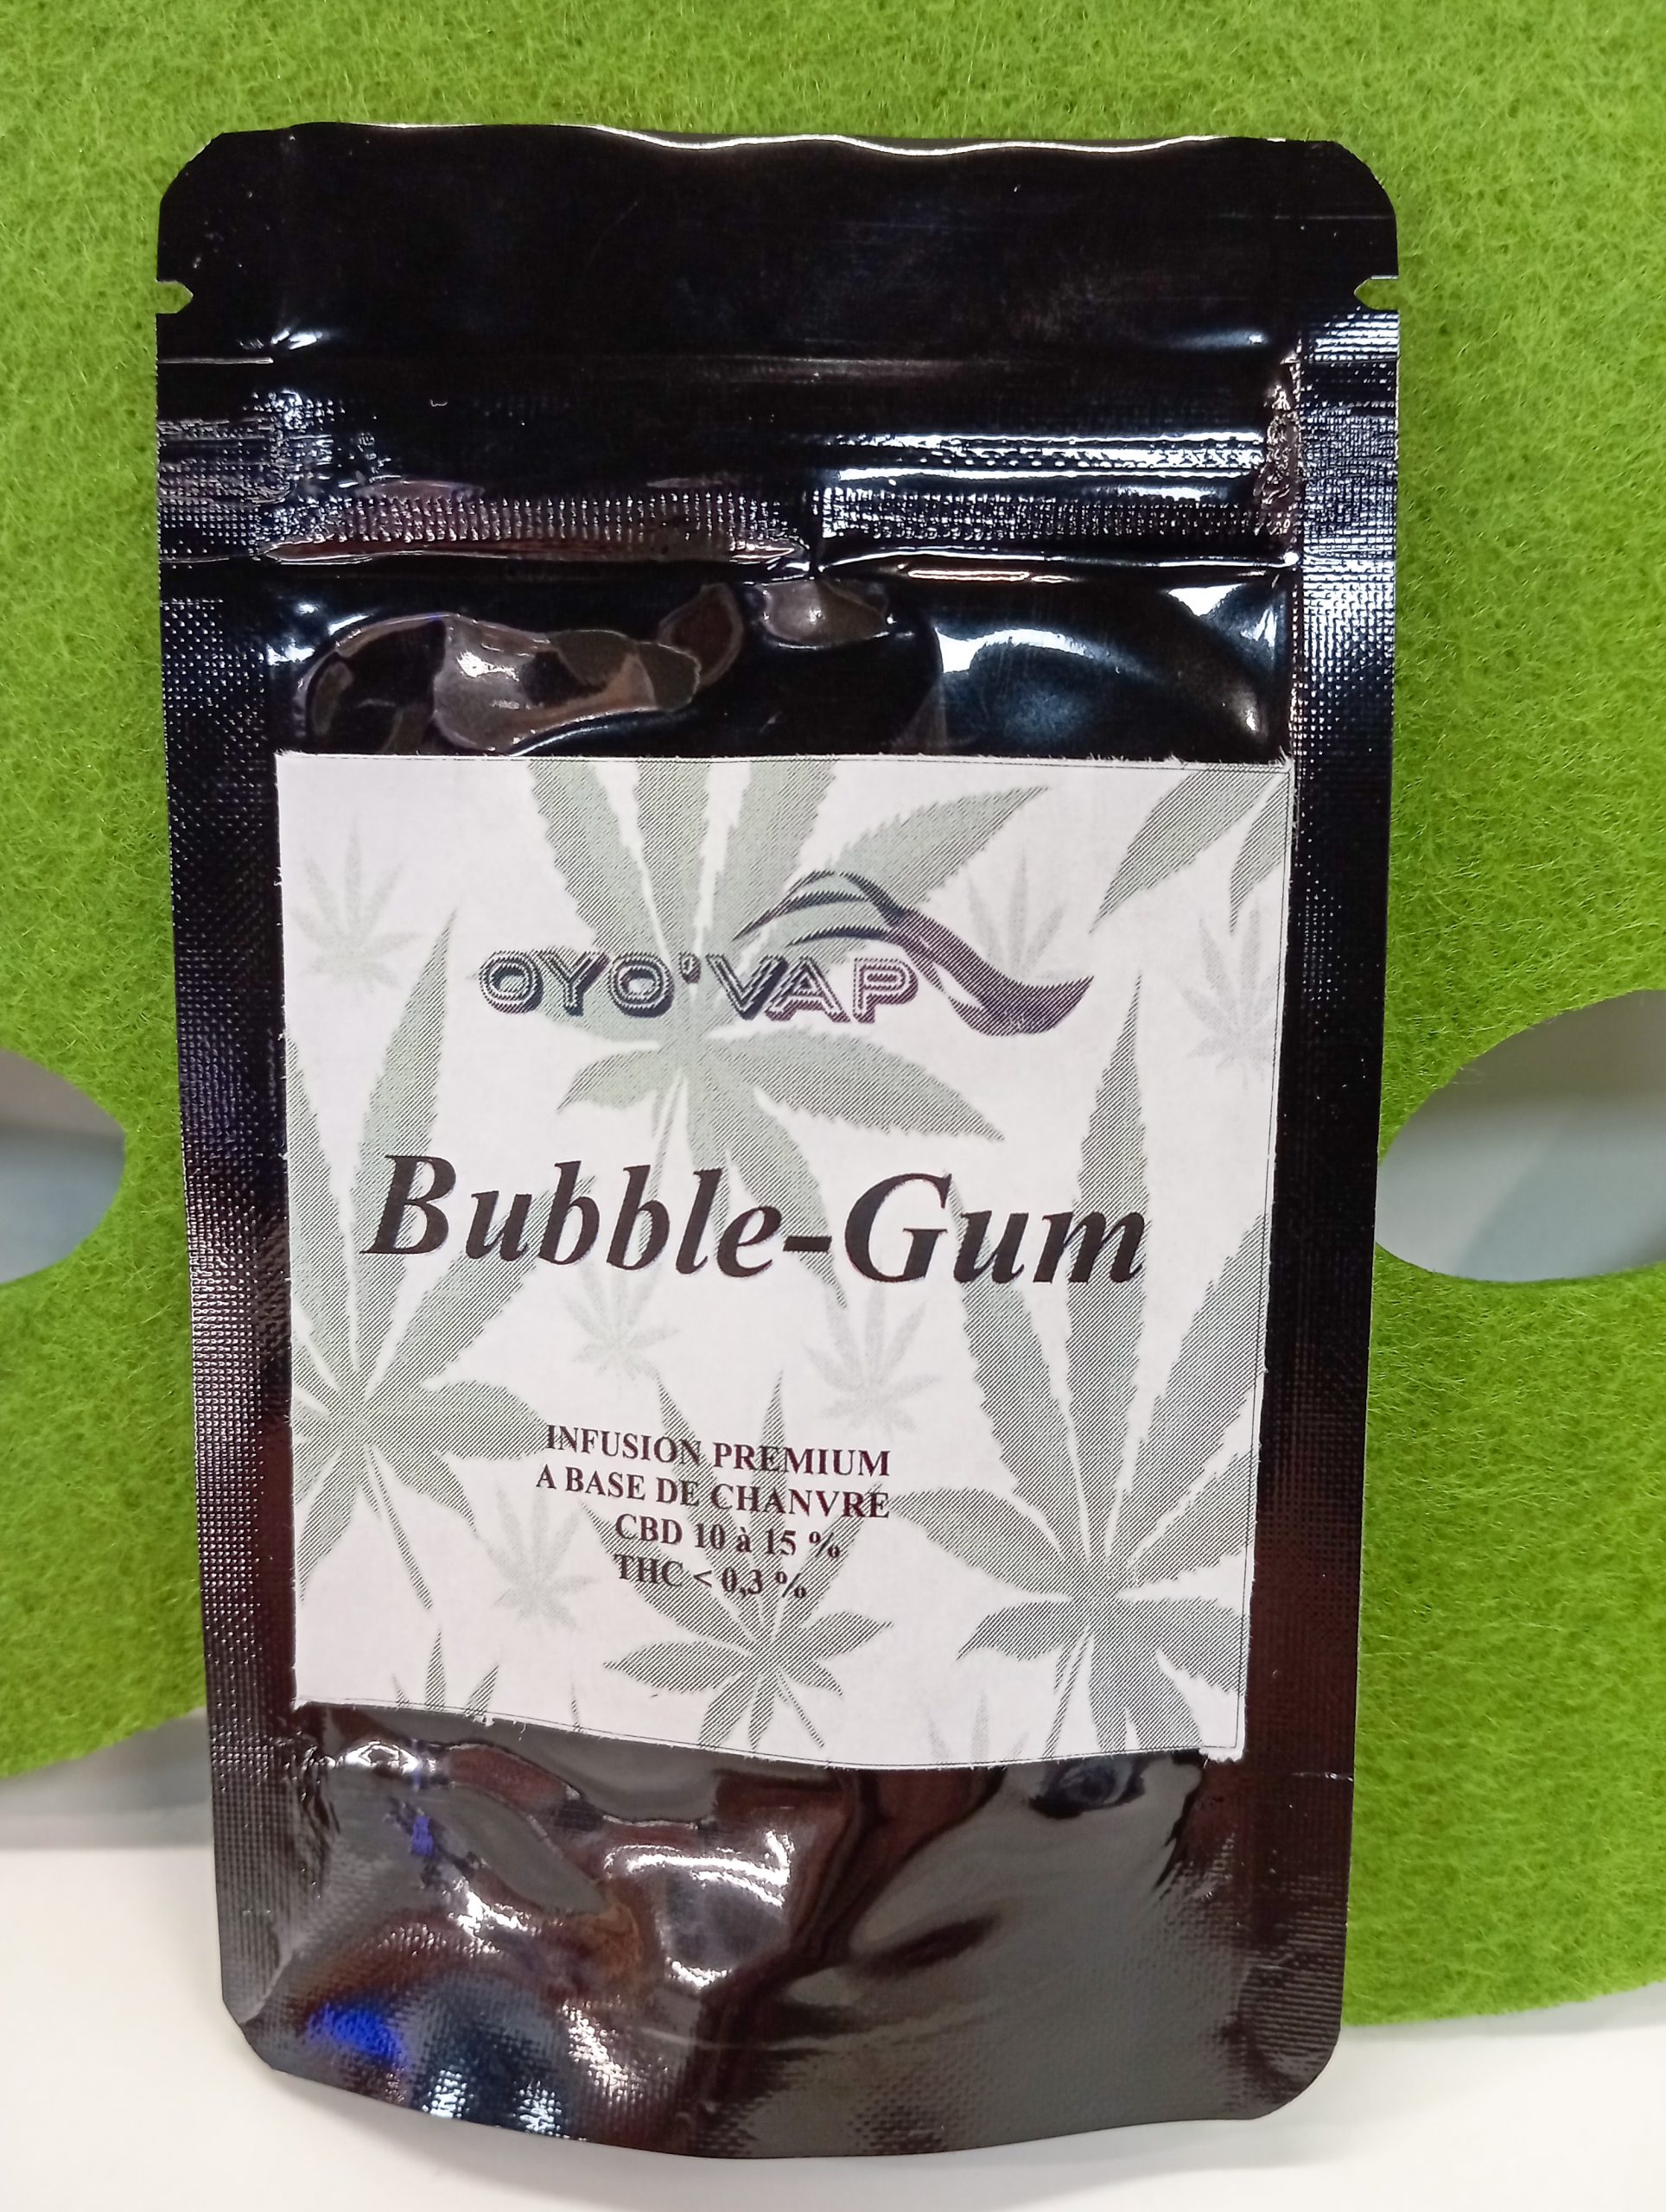 OYO'VAP
Bubble-Gum
INFUSION PREMIUM
A BASE DE CHANVRE
CBD 10 à 15 %
THC < 0,3 %